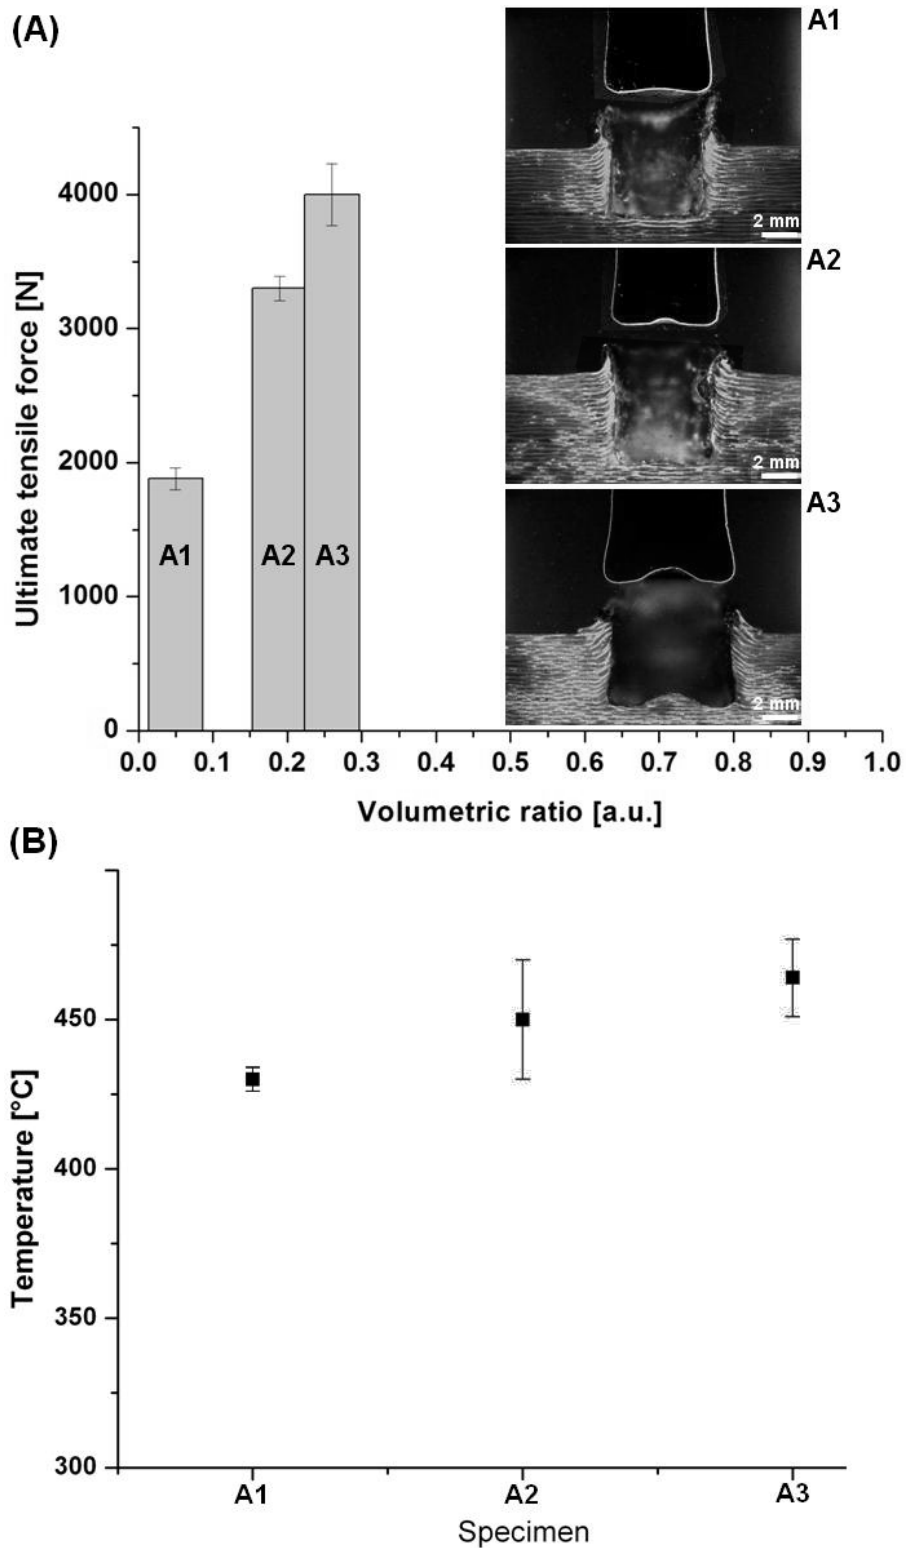 (A)
A1
2 mm
A2
2 mm
A3
2 mm
Ultimate tensile force [N]
4000
3000
2000
1000
0
A1 A2 A3
0.0 0.1 0.2 0.3 0.4 0.5 0.6 0.7 0.8 0.9 1.0
Volumetric ratio [a.u.]
(B)
Temperature [°C]
450
400
350
300
A1 A2 A3
Specimen